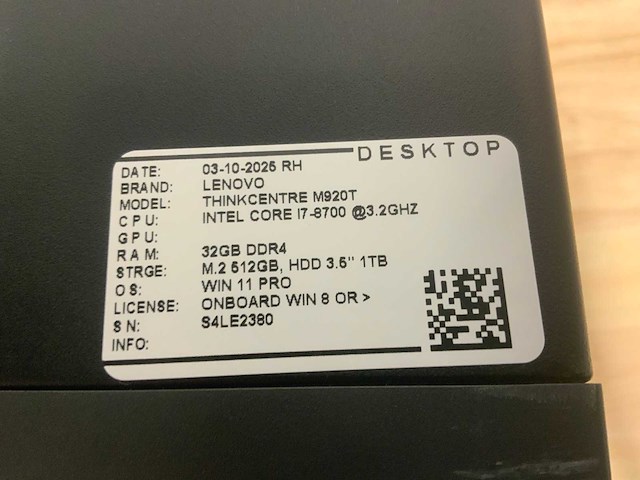 DESKTOP
DATE: 03-10-2025 RH
BRAND: LENOVO
MODEL: THINKCENTRE M920T
CPU: INTEL CORE I7-8700 @3.2GHZ
GPU:
RAM: 32GB DDR4
STRGE: M.2 512GB, HDD 3.5" 1TB
OS: WIN 11 PRO
LICENSE: ONBOARD WIN 8 OR >
SN: S4LE2380
INFO: